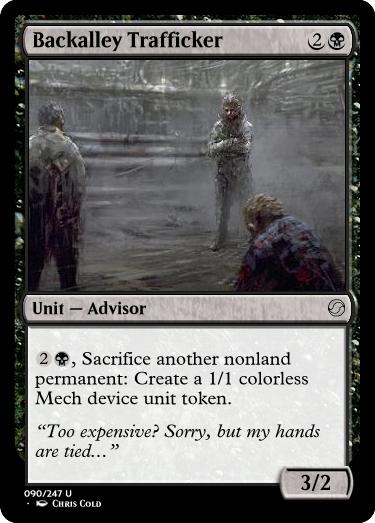 Backalley Trafficker 2
Unit — Advisor
2 , Sacrifice another nonland
permanent: Create a 1/1 colorless
Mech device unit token.
“Too expensive? Sorry, but my hands
are tied…”
3/2
090/247 U
· Chris Cold